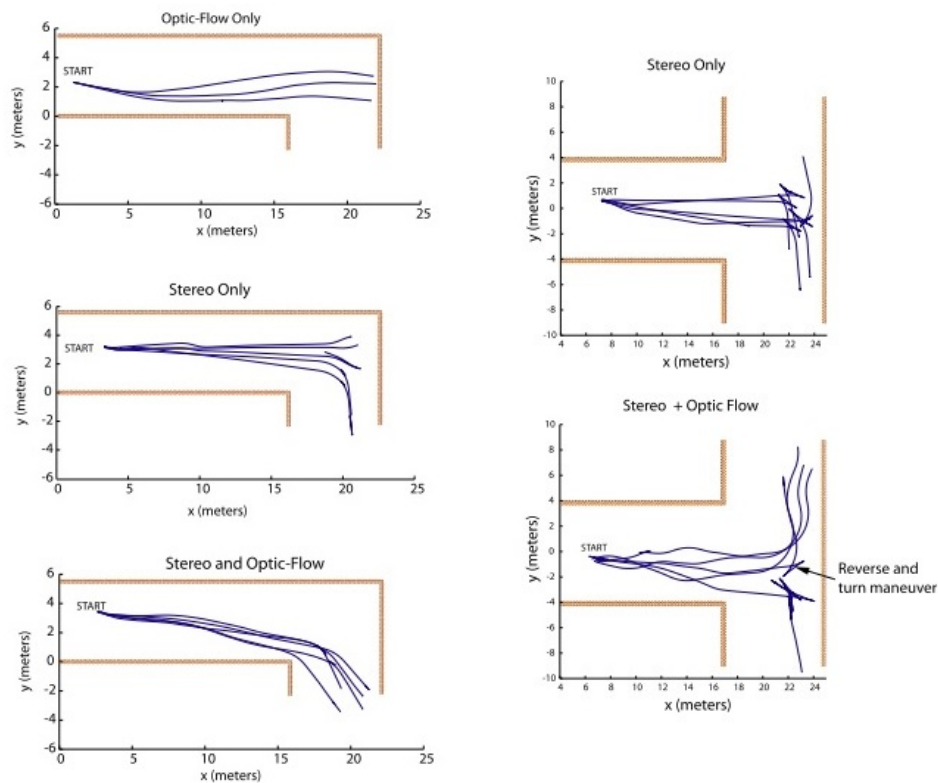 Optic-Flow Only
6
4
2
0
-2
-4
-6
START
y (meters)
0 5 10 15 20 25
x (meters)
Stereo Only
6
4
2
0
-2
-4
-6
START
y (meters)
0 5 10 15 20 25
x (meters)
Stereo and Optic-Flow
6
4
2
0
-2
-4
-6
START
y (meters)
0 5 10 15 20 25
x (meters)
Stereo Only
10
8
6
4
2
0
-2
-4
-6
-8
-10
START
y (meters)
4 6 8 10 12 14 16 18 20 22 24
x (meters)
Stereo + Optic Flow
10
8
6
4
2
0
-2
-4
-6
-8
-10
START
Reverse and
turn maneuver
y (meters)
4 6 8 10 12 14 16 18 20 22 24
x (meters)